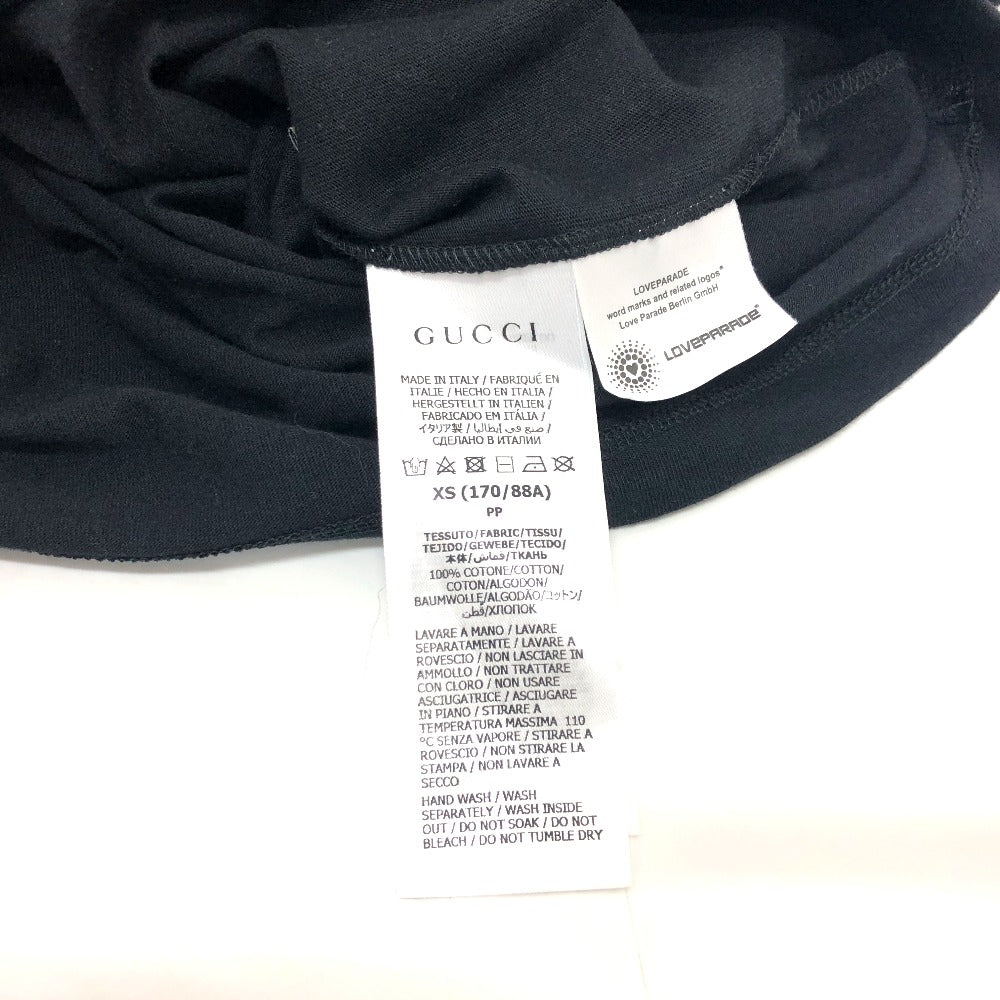 LOVEPARADE
word marks and related logos®
Love Parade Berlin GmbH
LOVEPARADE®
GUCCI
MADE IN ITALY / FABRIQUÉ EN
ITALIE / HECHO EN ITALIA /
HERGESTELLT IN ITALIEN /
FABRICADO EM ITÁLIA /
イタリア製 / صنع في إيطاليا /
СДЕЛАНО В ИТАЛИИ
XS (170/88A)
PP
TESSUTO/FABRIC/TISSU/
TEJIDO/GEWEBE/TECIDO/
本体/قماش/ТКАНЬ
100% COTONE/COTTON/
COTON/ALGODON/
BAUMWOLLE/ALGODÃO/コットン/
قطن/ХЛОПОК
LAVARE A MANO / LAVARE
SEPARATAMENTE / LAVARE A
ROVESCIO / NON LASCIARE IN
AMMOLLO / NON TRATTARE
CON CLORO / NON USARE
ASCIUGATRICE / ASCIUGARE
IN PIANO / STIRARE A
TEMPERATURA MASSIMA 110
°C SENZA VAPORE / STIRARE A
ROVESCIO / NON STIRARE LA
STAMPA / NON LAVARE A
SECCO
HAND WASH / WASH
SEPARATELY / WASH INSIDE
OUT / DO NOT SOAK / DO NOT
BLEACH / DO NOT TUMBLE DRY